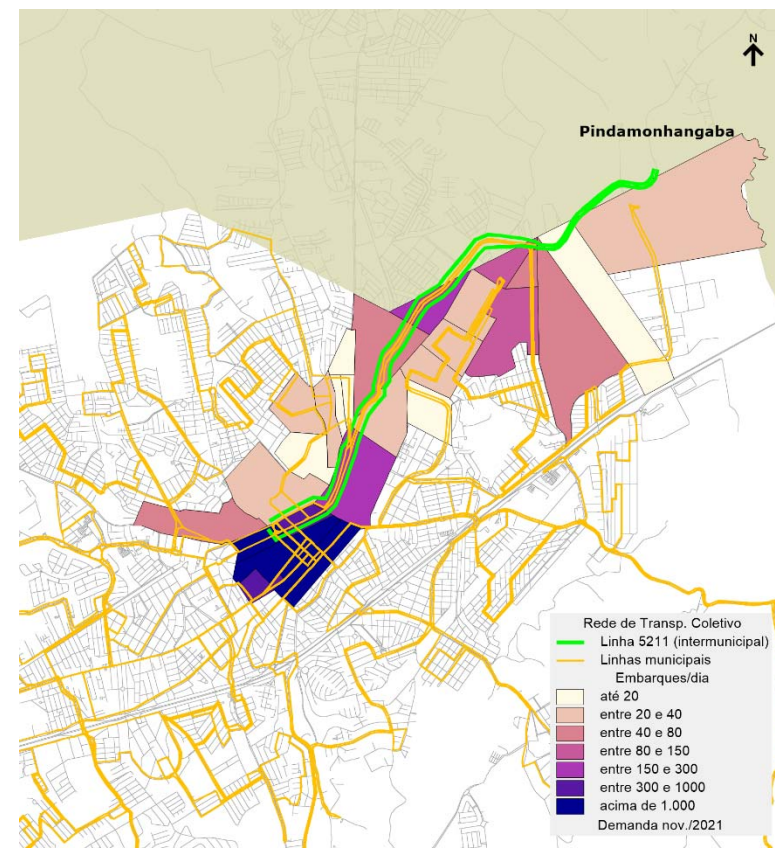 N
Pindamonhangaba
Rede de Transp. Coletivo
Linha 5211 (intermunicipal)
Linhas municipais
Embarques/dia
até 20
entre 20 e 40
entre 40 e 80
entre 80 e 150
entre 150 e 300
entre 300 e 1000
acima de 1.000
Demanda nov./2021